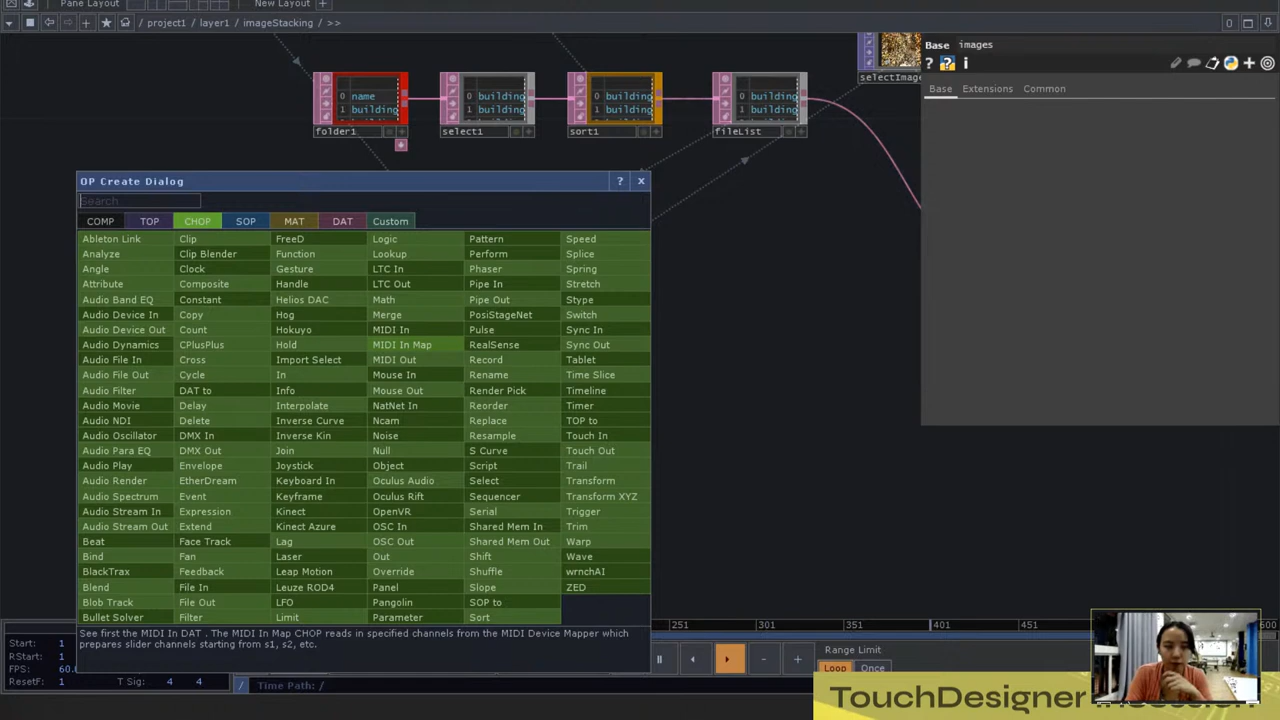 Pane Layout
New Layout +
/ project1 / layer1 / imageStacking / >>
0
Base images
? ? i
Base Extensions Common
0 name
1 building
folder1
0 building
1 building
select1
0 building
1 building
sort1
0 building
1 building
fileList
selectImage
OP Create Dialog ? x
Search
COMP TOP CHOP SOP MAT DAT Custom
Ableton Link Clip FreeD Logic Pattern Speed
Analyze Clip Blender Function Lookup Perform Splice
Angle Clock Gesture LTC In Phaser Spring
Attribute Composite Handle LTC Out Pipe In Stretch
Audio Band EQ Constant Helios DAC Math Pipe Out Stype
Audio Device In Copy Hog Merge PosiStageNet Switch
Audio Device Out Count Hokuyo MIDI In Pulse Sync In
Audio Dynamics CPlusPlus Hold MIDI In Map RealSense Sync Out
Audio File In Cross Import Select MIDI Out Record Tablet
Audio File Out Cycle In Mouse In Rename Time Slice
Audio Filter DAT to Info Mouse Out Render Pick Timeline
Audio Movie Delay Interpolate NatNet In Reorder Timer
Audio NDI Delete Inverse Curve Ncam Replace TOP to
Audio Oscillator DMX In Inverse Kin Noise Resample Touch In
Audio Para EQ DMX Out Join Null S Curve Touch Out
Audio Play Envelope Joystick Object Script Trail
Audio Render EtherDream Keyboard In Oculus Audio Select Transform
Audio Spectrum Event Keyframe Oculus Rift Sequencer Transform XYZ
Audio Stream In Expression Kinect OpenVR Serial Trigger
Audio Stream Out Extend Kinect Azure OSC In Shared Mem In Trim
Beat Face Track Lag OSC Out Shared Mem Out Warp
Bind Fan Laser Out Shift Wave
BlackTrax Feedback Leap Motion Override Shuffle wrnchAI
Blend File In Leuze ROD4 Panel Slope ZED
Blob Track File Out LFO Pangolin SOP to
Bullet Solver Filter Limit Parameter Sort
See first the MIDI In DAT . The MIDI In Map CHOP reads in specified channels from the MIDI Device Mapper which
prepares slider channels starting from s1, s2, etc.
251 301 351 401 451 500
Start: 1
RStart: 1
FPS: 60.
ResetF: 1 T Sig: 4 4
/ Time Path: /
Range Limit
Loop Once
TouchDesigner